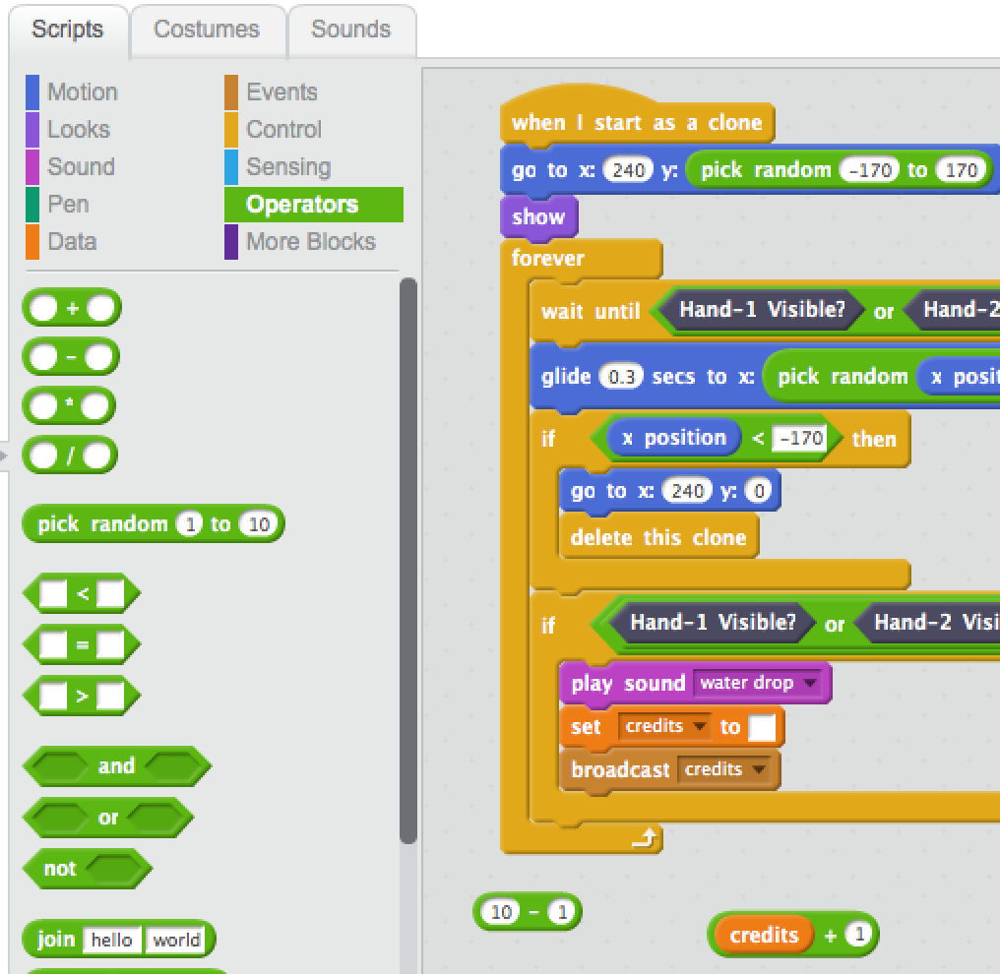 Scripts Costumes Sounds
Motion Events
Looks Control
Sound Sensing
Pen Operators
Data More Blocks
+
-
*
/
pick random 1 to 10
<
=
>
and
or
not
join hello world
when I start as a clone
go to x: 240 y: pick random -170 to 170
show
forever
wait until Hand-1 Visible? or Hand-2
glide 0.3 secs to x: pick random x posit
if x position < -170 then
go to x: 240 y: 0
delete this clone
if Hand-1 Visible? or Hand-2 Visi
play sound water drop
set credits to
broadcast credits
10 - 1
credits + 1